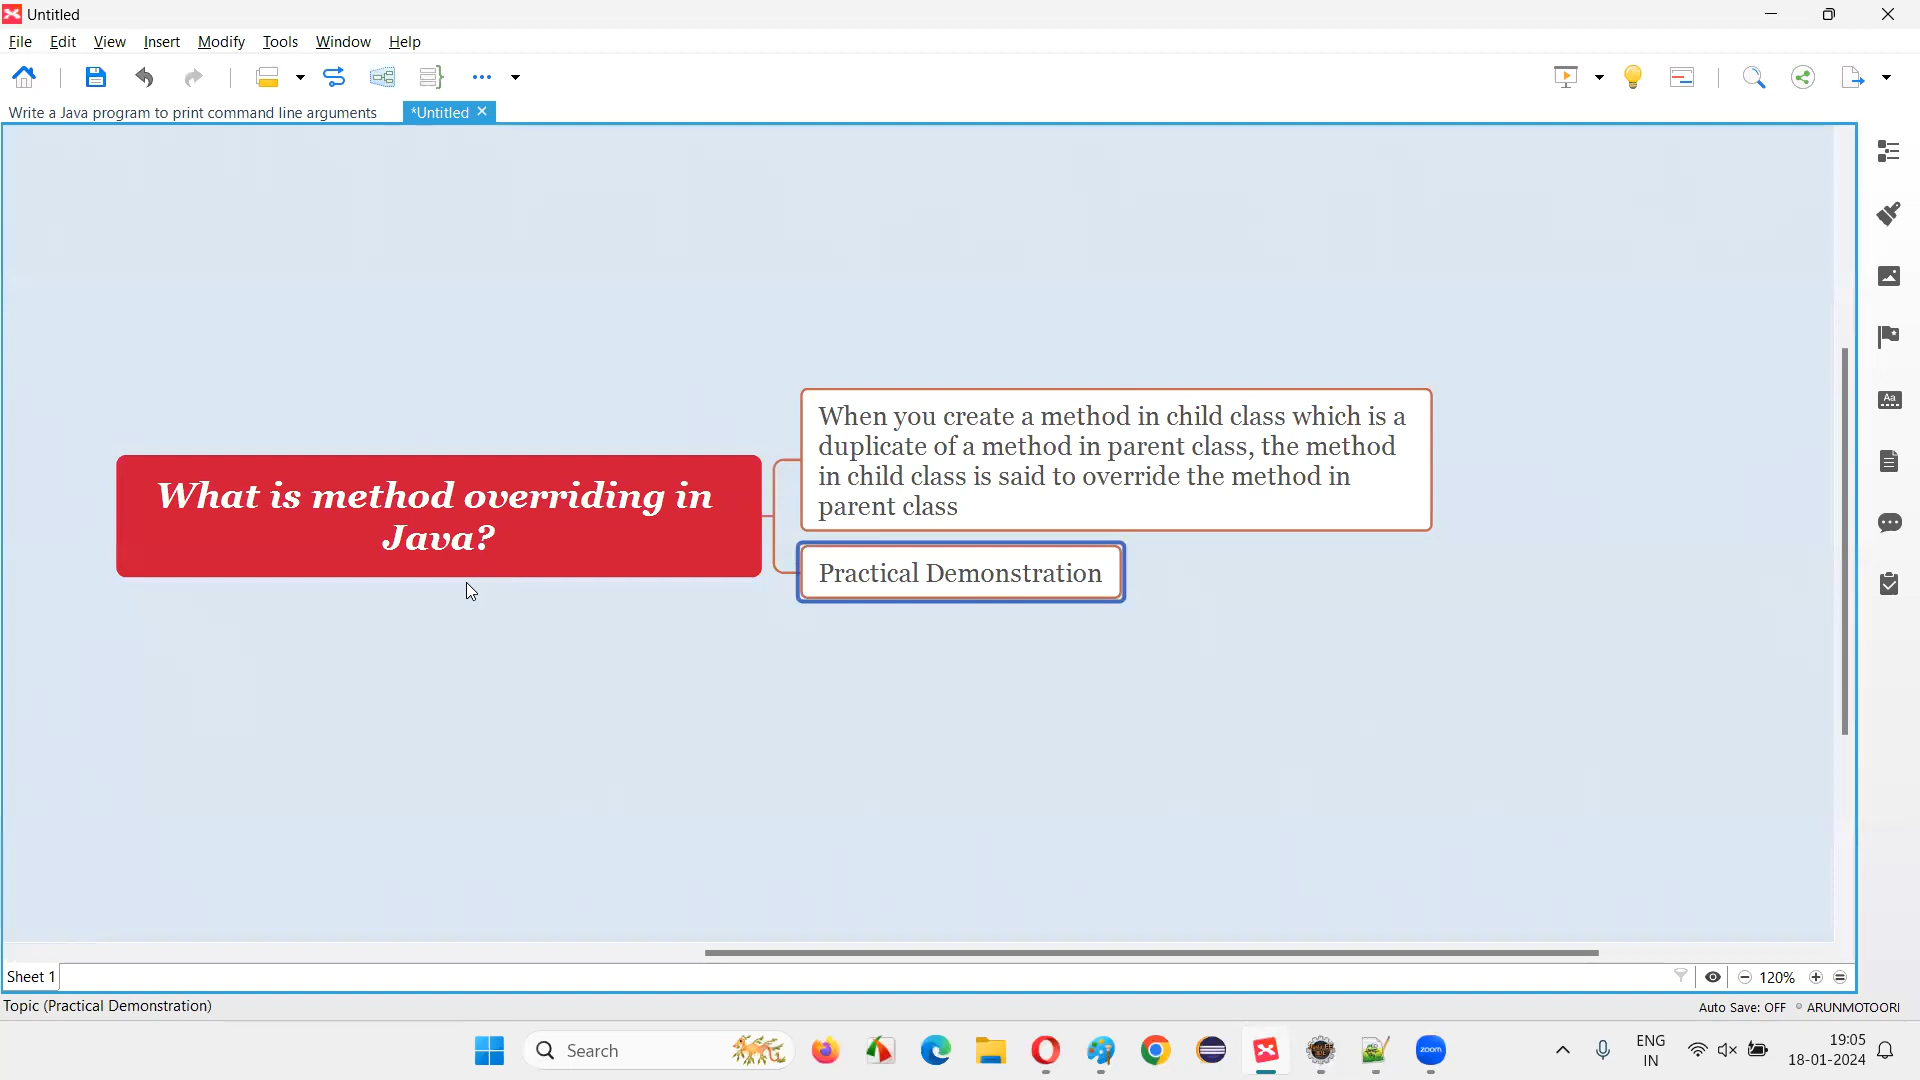 Untitled
File Edit View Insert Modify Tools Window Help
Write a Java program to print command line arguments *Untitled
When you create a method in child class which is a
duplicate of a method in parent class, the method
in child class is said to override the method in
parent class
What is method overriding in
Java?
Practical Demonstration
Aa
Sheet 1 120%
Topic (Practical Demonstration) Auto Save: OFF ARUNMOTOORI
Search zoom ENG 19:05
IN 18-01-2024